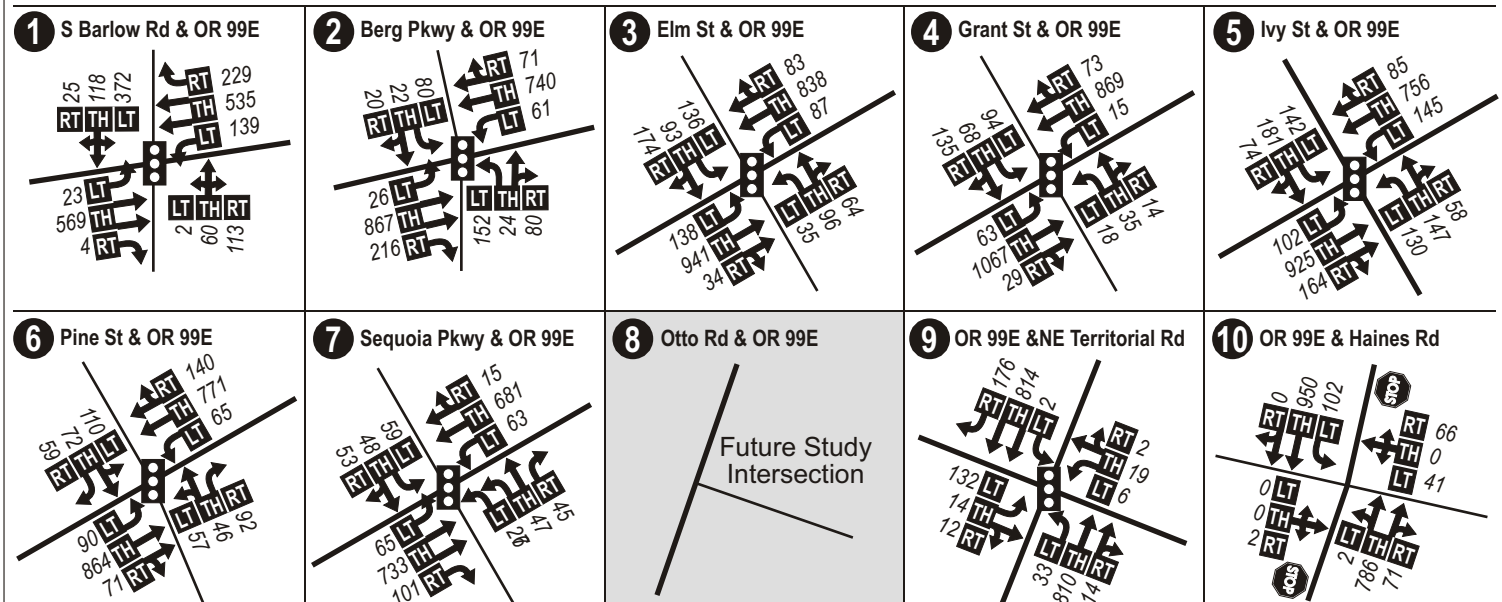 1 S Barlow Rd & OR 99E
25 118 372
RT TH LT
RT 229
TH 535
LT 139
23 LT
569 TH
4 RT
LT TH RT
2 60 113
2 Berg Pkwy & OR 99E
20 22 80
RT TH LT
RT 71
TH 740
LT 61
26 LT
867 TH
216 RT
LT TH RT
152 24 80
3 Elm St & OR 99E
174 93 136
RT TH LT
RT 83
TH 838
LT 87
138 LT
941 TH
34 RT
LT TH RT
35 96 64
4 Grant St & OR 99E
135 68 94
RT TH LT
RT 73
TH 869
LT 15
63 LT
1067 TH
29 RT
LT TH RT
18 35 14
5 Ivy St & OR 99E
74 181 142
RT TH LT
RT 85
TH 756
LT 145
102 LT
925 TH
164 RT
LT TH RT
130 147 58
6 Pine St & OR 99E
59 72 110
RT TH LT
RT 140
TH 771
LT 65
90 LT
864 TH
71 RT
LT TH RT
57 46 92
7 Sequoia Pkwy & OR 99E
53 48 59
RT TH LT
RT 15
TH 681
LT 63
65 LT
733 TH
101 RT
LT TH RT
47 45
8 Otto Rd & OR 99E
Future Study
Intersection
9 OR 99E &NE Territorial Rd
176 814 2
RT TH LT
RT 2
TH 19
LT 6
132 LT
14 TH
12 RT
LT TH RT
33 810 14
10 OR 99E & Haines Rd
0 950 102
RT TH LT
STOP
RT 66
TH 0
LT 41
0 LT
0 TH
2 RT
LT TH RT
2 786 71
STOP